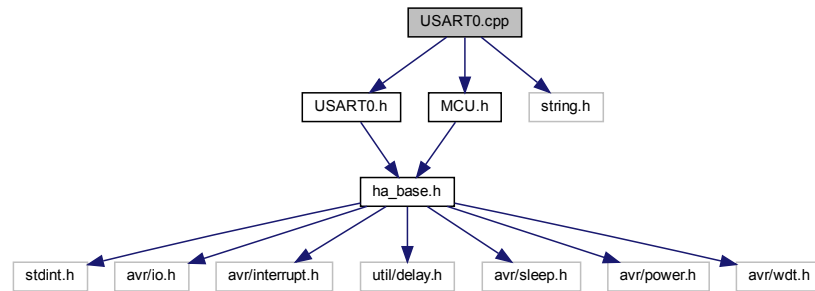 USART0.cpp
USART0.h
MCU.h
string.h
ha_base.h
stdint.h
avr/io.h
avr/interrupt.h
util/delay.h
avr/sleep.h
avr/power.h
avr/wdt.h